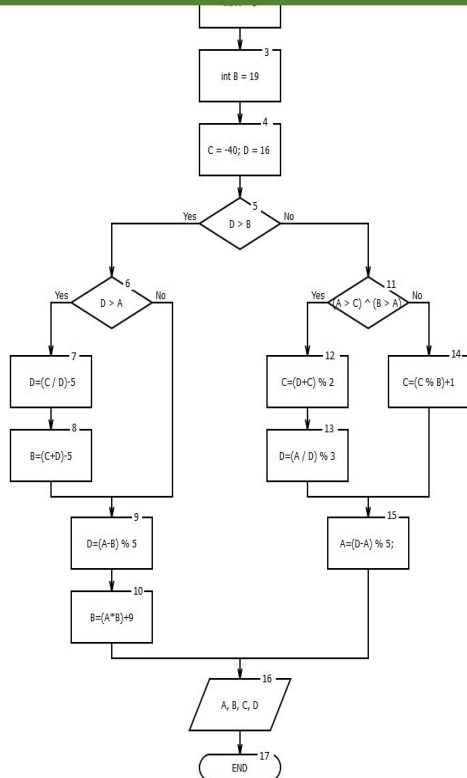 3
int B = 19
4
C = -40; D = 16
5
Yes
D > B
No
6
Yes
D > A
No
11
Yes
(A > C) ^ (B > A)
No
7
D=(C / D)-5
12
C=(D+C) % 2
14
C=(C % B)+1
8
B=(C+D)-5
13
D=(A / D) % 3
9
D=(A-B) % 5
15
A=(D-A) % 5;
10
B=(A*B)+9
16
A, B, C, D
17
END